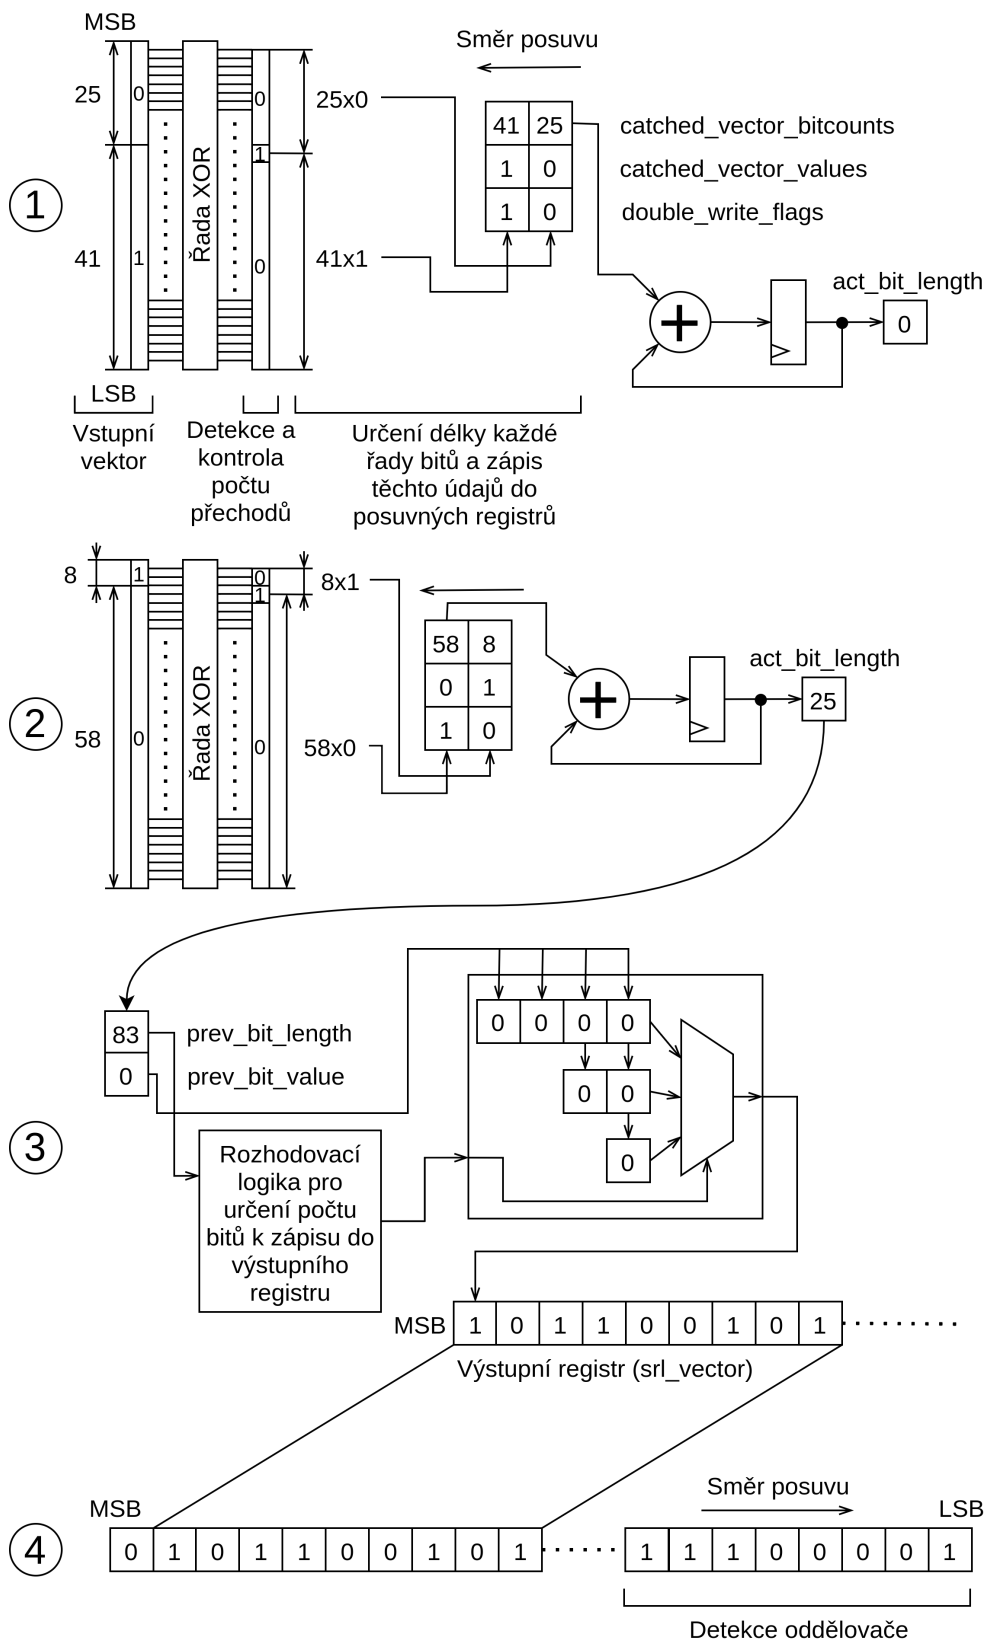 MSB
Směr posuvu
25
0
0
25x0
41 25
catched_vector_bitcounts
1
1 0
catched_vector_values
1
Řada XOR
1 0
double_write_flags
41
1
0
41x1
act_bit_length
+
0
LSB
Vstupní
vektor
Detekce a
kontrola
počtu
přechodů
Určení délky každé
řady bitů a zápis
těchto údajů do
posuvných registrů
8
1
0
1
8x1
58 8
0 1
1 0
act_bit_length
+
25
2
Řada XOR
58
0
0
58x0
83
prev_bit_length
0
prev_bit_value
0 0 0 0
0 0
0
3
Rozhodovací
logika pro
určení počtu
bitů k zápisu do
výstupního
registru
MSB
1 0 1 1 0 0 1 0 1
Výstupní registr (srl_vector)
MSB
Směr posuvu
LSB
4
0 1 0 1 1 0 0 1 0 1
1 1 1 0 0 0 0 1
Detekce oddělovače